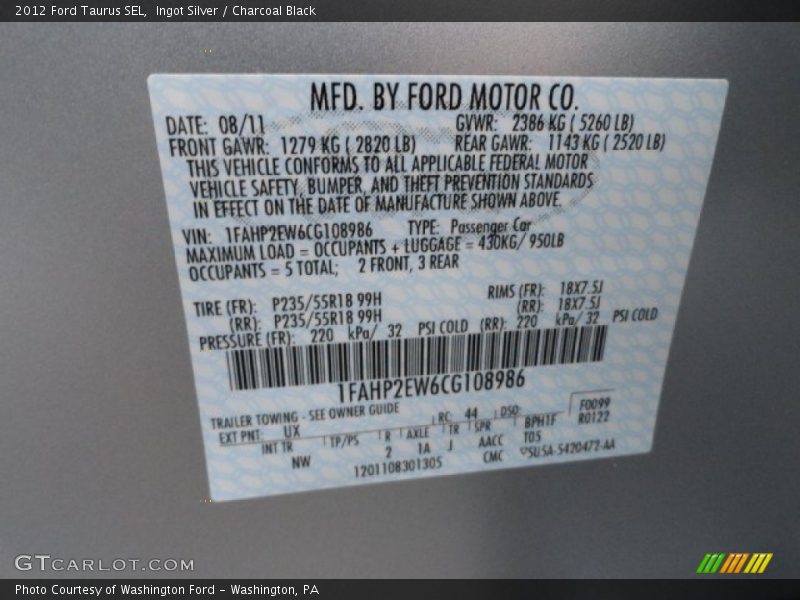 2012 Ford Taurus SEL, Ingot Silver / Charcoal Black
MFD. BY FORD MOTOR CO.
DATE: 08/11 GVWR: 2386 KG ( 5260 LB)
FRONT GAWR: 1279 KG ( 2820 LB) REAR GAWR: 1143 KG ( 2520 LB)
THIS VEHICLE CONFORMS TO ALL APPLICABLE FEDERAL MOTOR
VEHICLE SAFETY, BUMPER, AND THEFT PREVENTION STANDARDS
IN EFFECT ON THE DATE OF MANUFACTURE SHOWN ABOVE.
VIN: 1FAHP2EW6CG108986 TYPE: Passenger Car
MAXIMUM LOAD = OCCUPANTS + LUGGAGE = 430KG/ 950LB
OCCUPANTS = 5 TOTAL; 2 FRONT, 3 REAR
TIRE (FR): P235/55R18 99H RIMS (FR): 18X7.5J
(RR): P235/55R18 99H (RR): 18X7.5J
PRESSURE (FR): 220 kPa/ 32 PSI COLD (RR): 220 kPa/ 32 PSI COLD
1FAHP2EW6CG108986
TRAILER TOWING - SEE OWNER GUIDE RC: 44 DSO: F0099
EXT PNT: UX BPH1F R0122
INT TR TP/PS R AXLE TR SPR T05
NW 2 1A J AACC
1201108301305 CMC 5U5A-5420472-AA
GTCARLOT.COM
Photo Courtesy of Washington Ford - Washington, PA